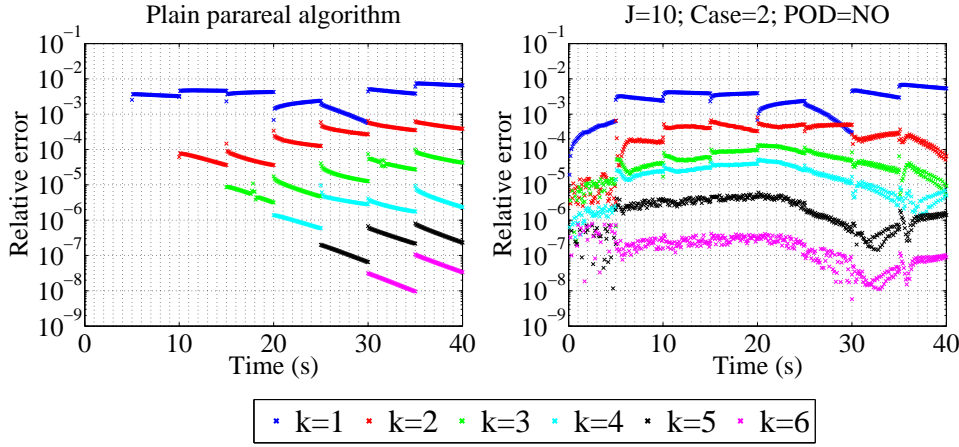 Plain parareal algorithm
J=10; Case=2; POD=NO
Relative error
10⁻¹
10⁻²
10⁻³
10⁻⁴
10⁻⁵
10⁻⁶
10⁻⁷
10⁻⁸
10⁻⁹
0 10 20 30 40
Time (s)
Relative error
10⁻¹
10⁻²
10⁻³
10⁻⁴
10⁻⁵
10⁻⁶
10⁻⁷
10⁻⁸
10⁻⁹
0 10 20 30 40
Time (s)
k=1 k=2 k=3 k=4 k=5 k=6